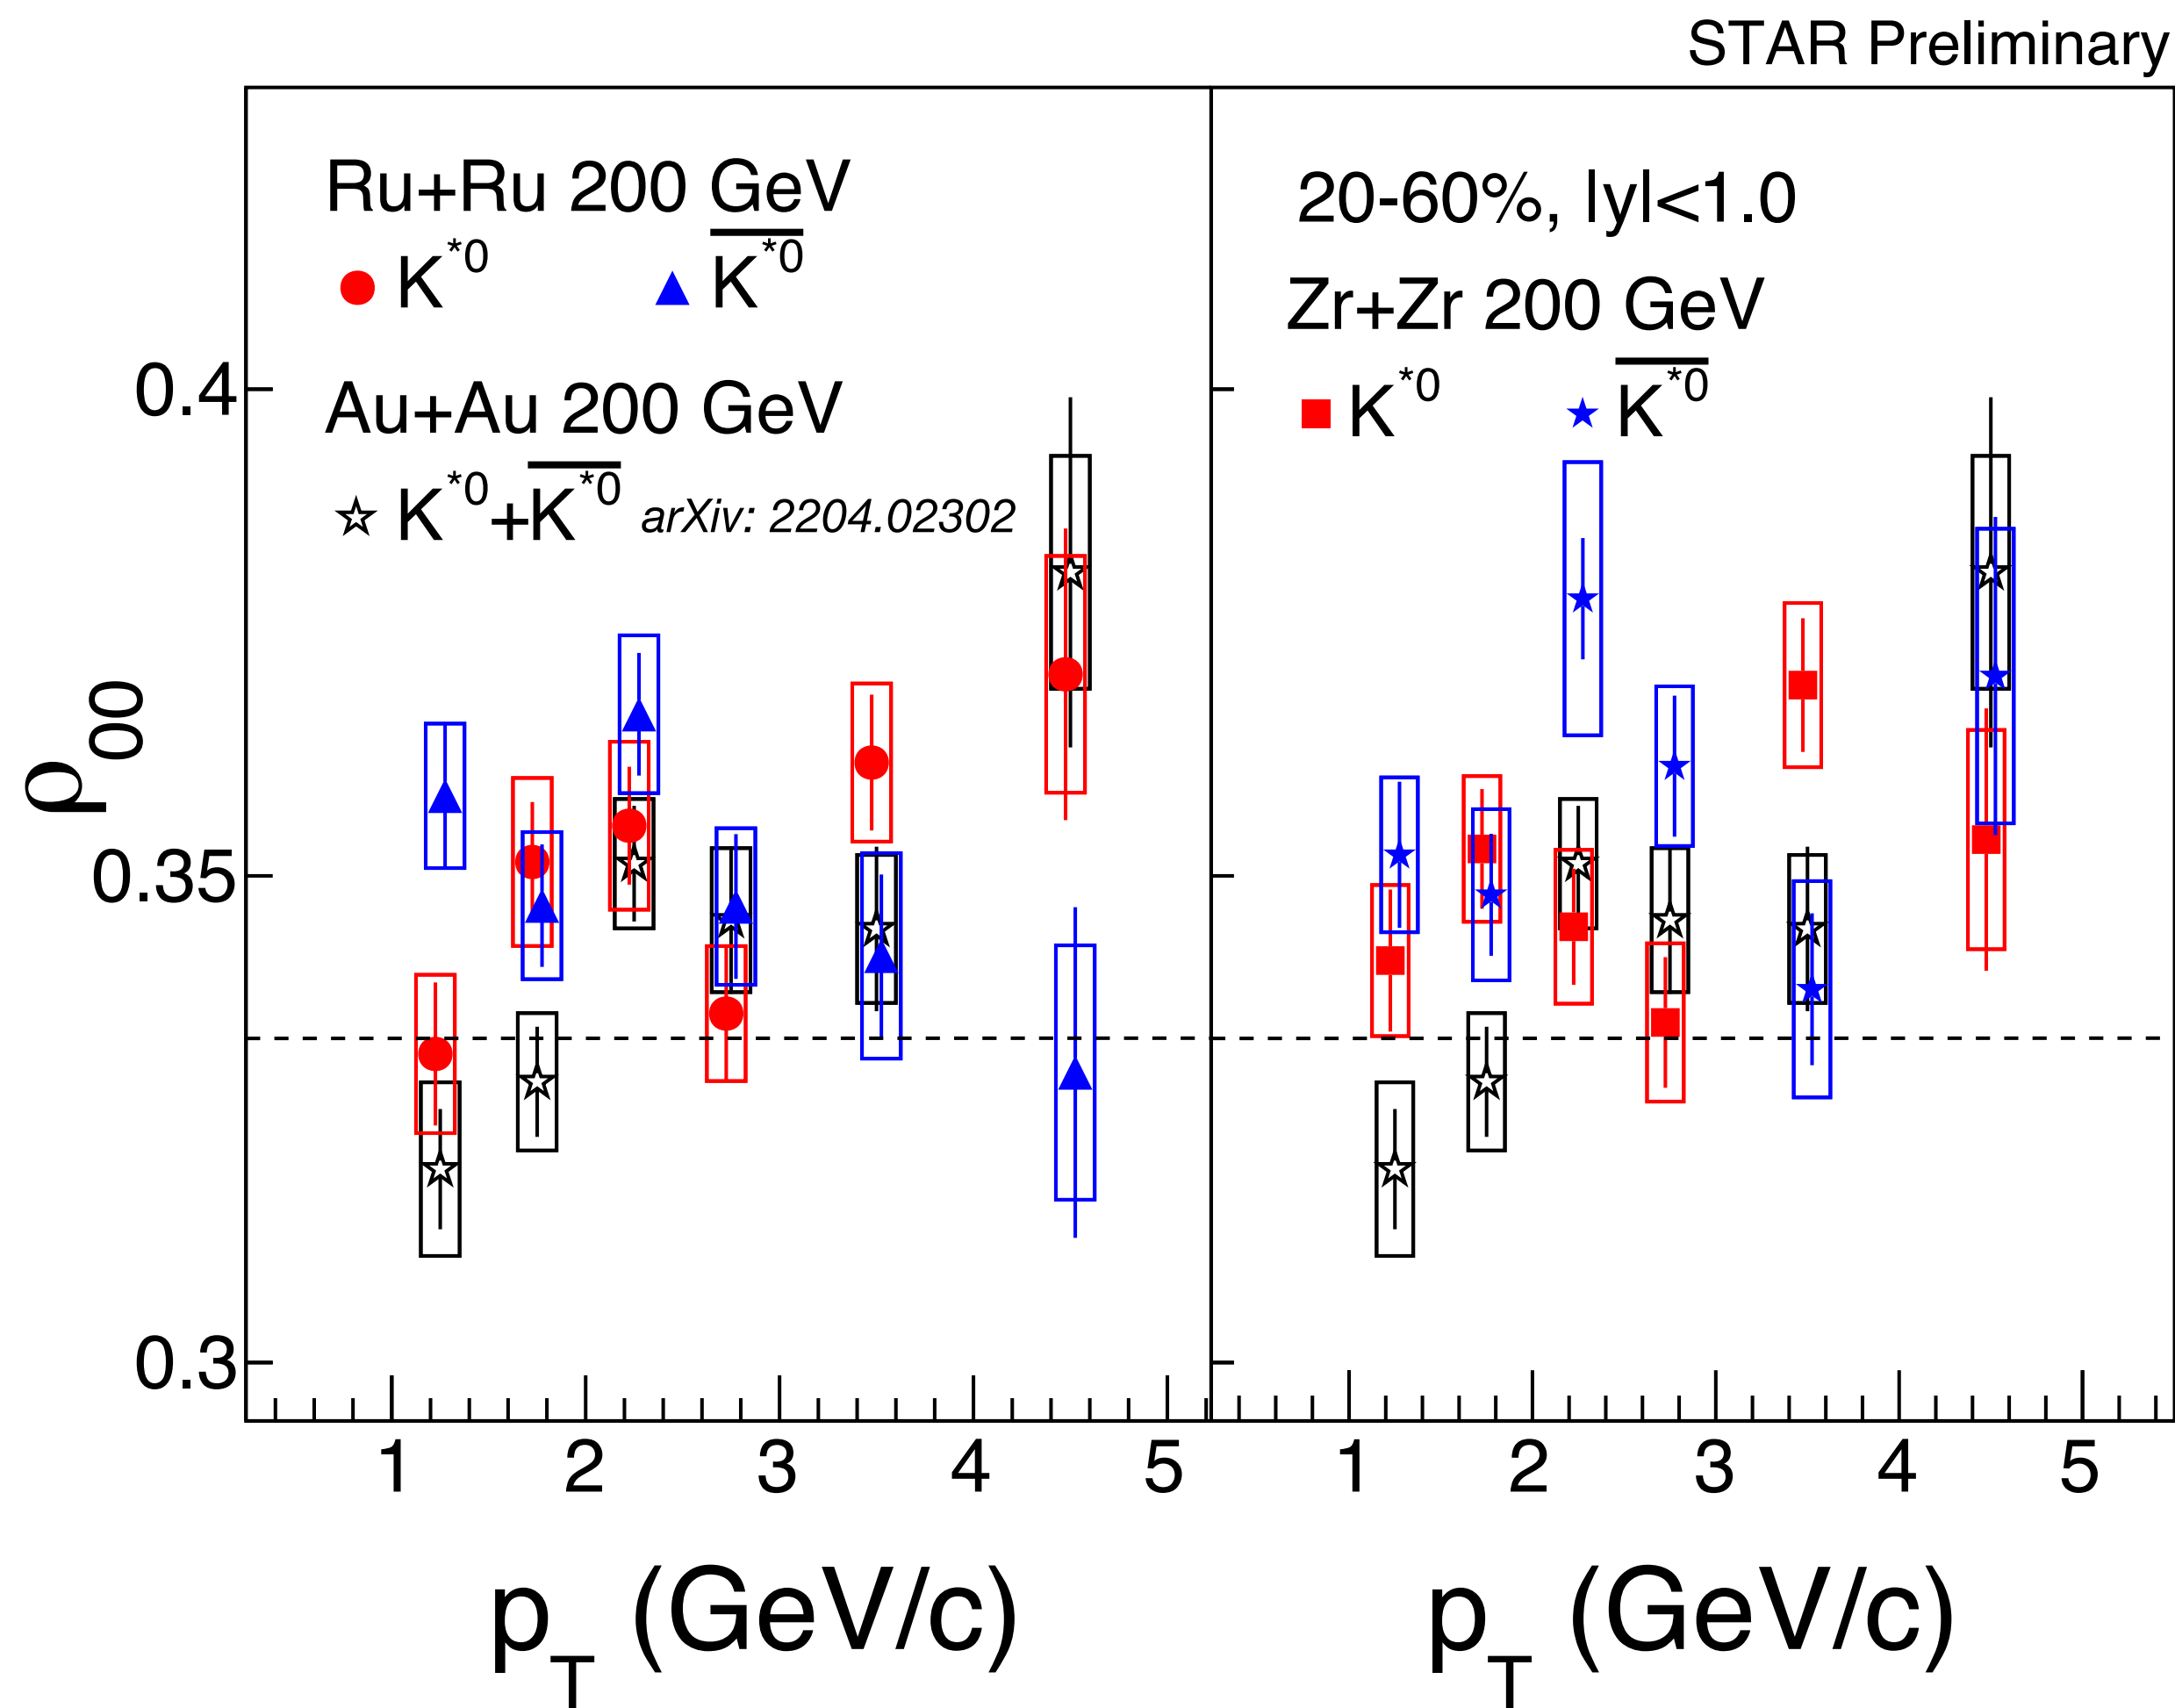 STAR Preliminary
Ru+Ru 200 GeV
K*0 K*0
Au+Au 200 GeV
K*0+K*0 arXiv: 2204.02302
20-60%, |y|<1.0
Zr+Zr 200 GeV
K*0 K*0
ρ00
0.4
0.35
0.3
1 2 3 4 5
1 2 3 4 5
pT (GeV/c)
pT (GeV/c)